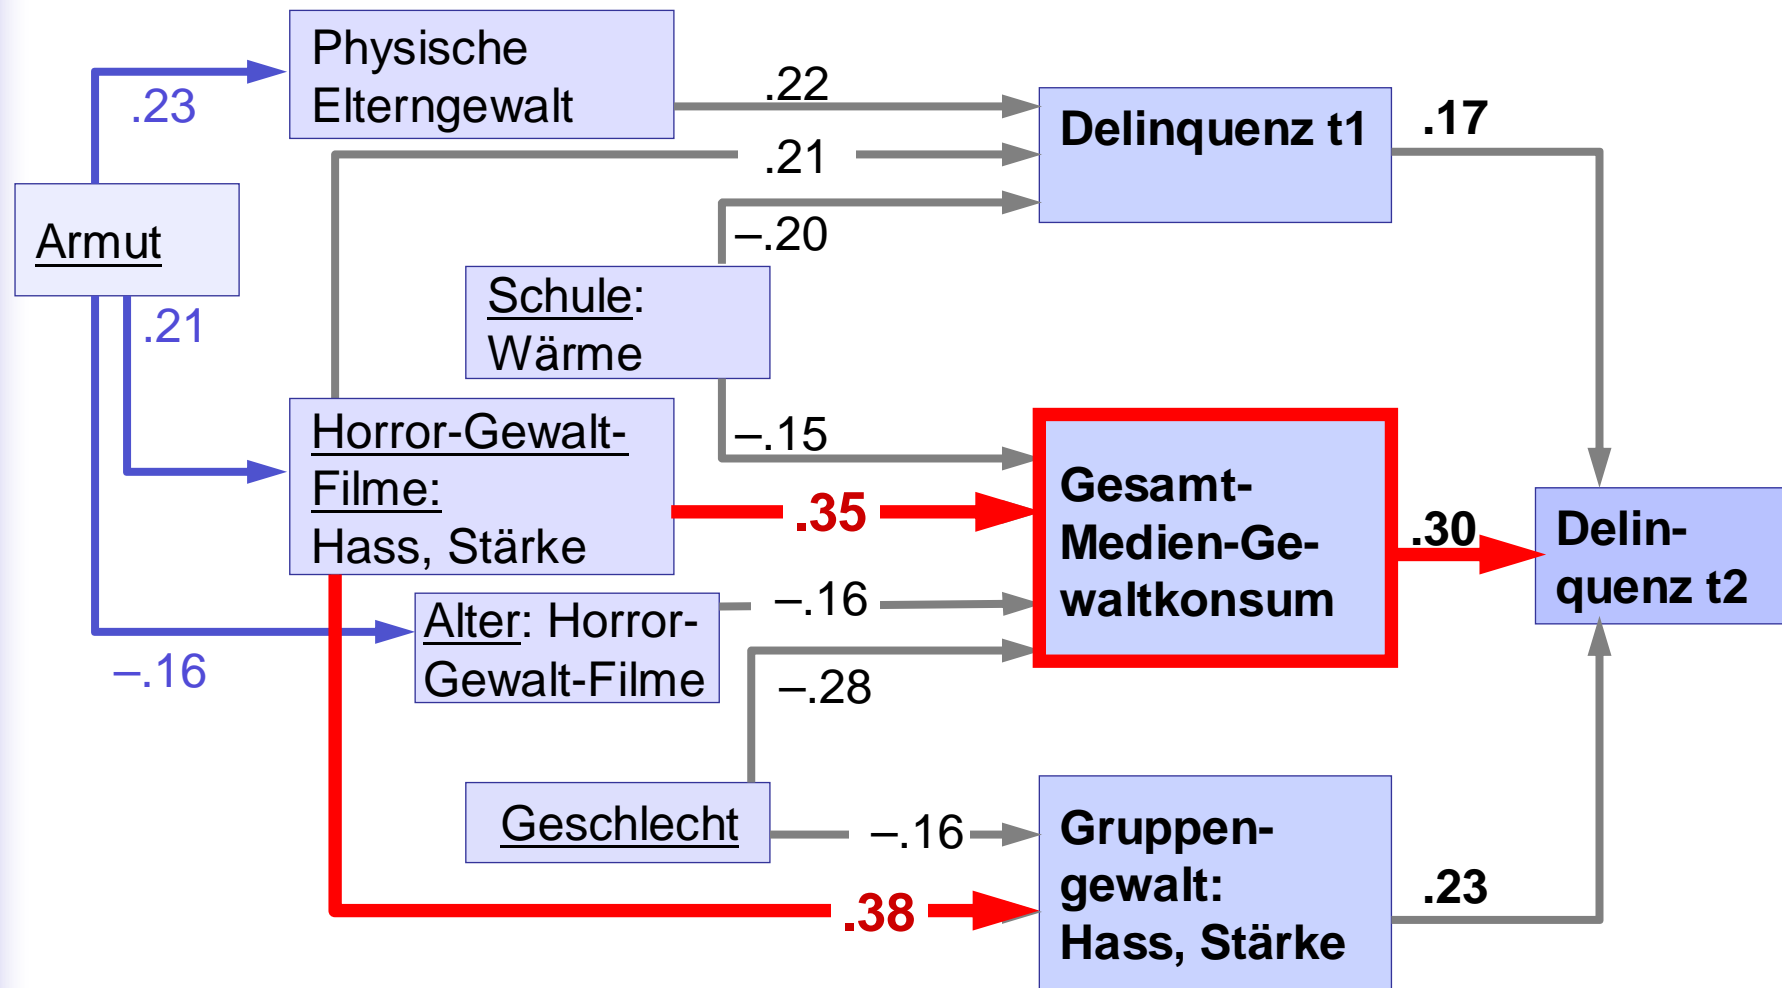 Physische
Elterngewalt
.23
.22
Delinquenz t1
.17
.21
Armut
–.20
Schule:
Wärme
.21
Horror-Gewalt-
Filme:
Hass, Stärke
–.15
.35
Gesamt-
Medien-Ge-
waltkonsum
.30
Delin-
quenz t2
Alter: Horror-
Gewalt-Filme
–.16
–.16
–.28
Geschlecht
–.16
Gruppen-
gewalt:
Hass, Stärke
.23
.38